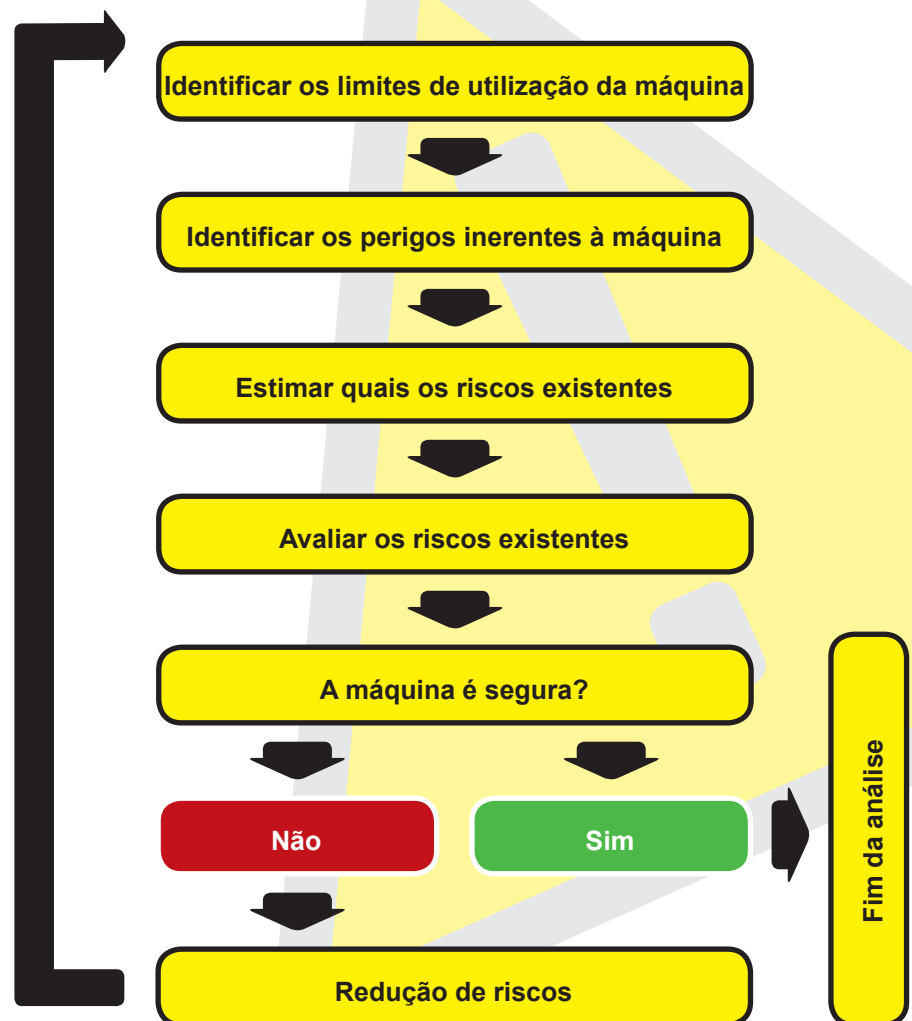 Identificar os limites de utilização da máquina
Identificar os perigos inerentes à máquina
Estimar quais os riscos existentes
Avaliar os riscos existentes
A máquina é segura?
Não
Sim
Fim da análise
Redução de riscos